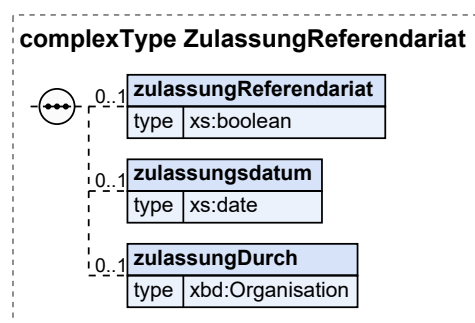 complexType ZulassungReferendariat
0..1
zulassungReferendariat
type xs:boolean
0..1
zulassungsdatum
type xs:date
0..1
zulassungDurch
type xbd:Organisation